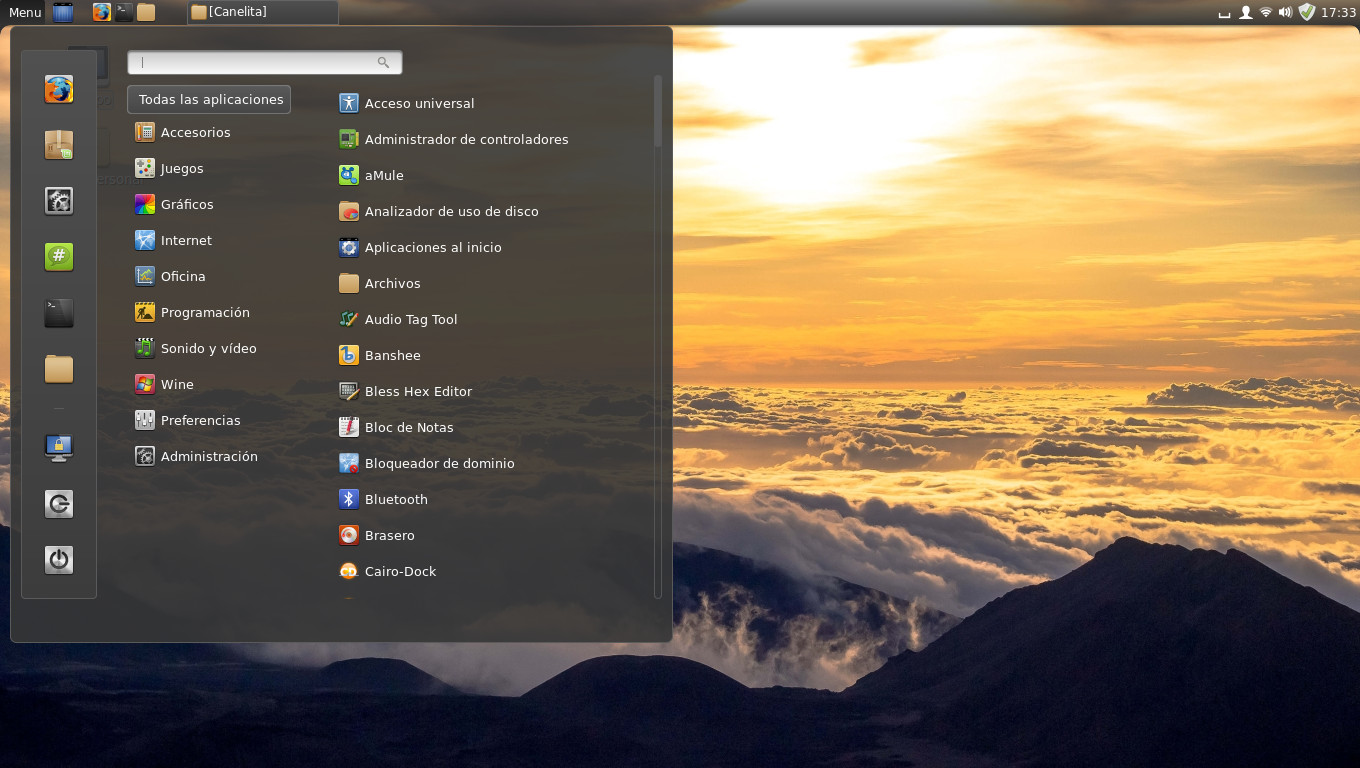 Menu
[Canelita]
17:33
Todas las aplicaciones
Accesorios
Juegos
Gráficos
Internet
Oficina
Programación
Sonido y vídeo
Wine
Preferencias
Administración
Acceso universal
Administrador de controladores
aMule
Analizador de uso de disco
Aplicaciones al inicio
Archivos
Audio Tag Tool
Banshee
Bless Hex Editor
Bloc de Notas
Bloqueador de dominio
Bluetooth
Brasero
Cairo-Dock